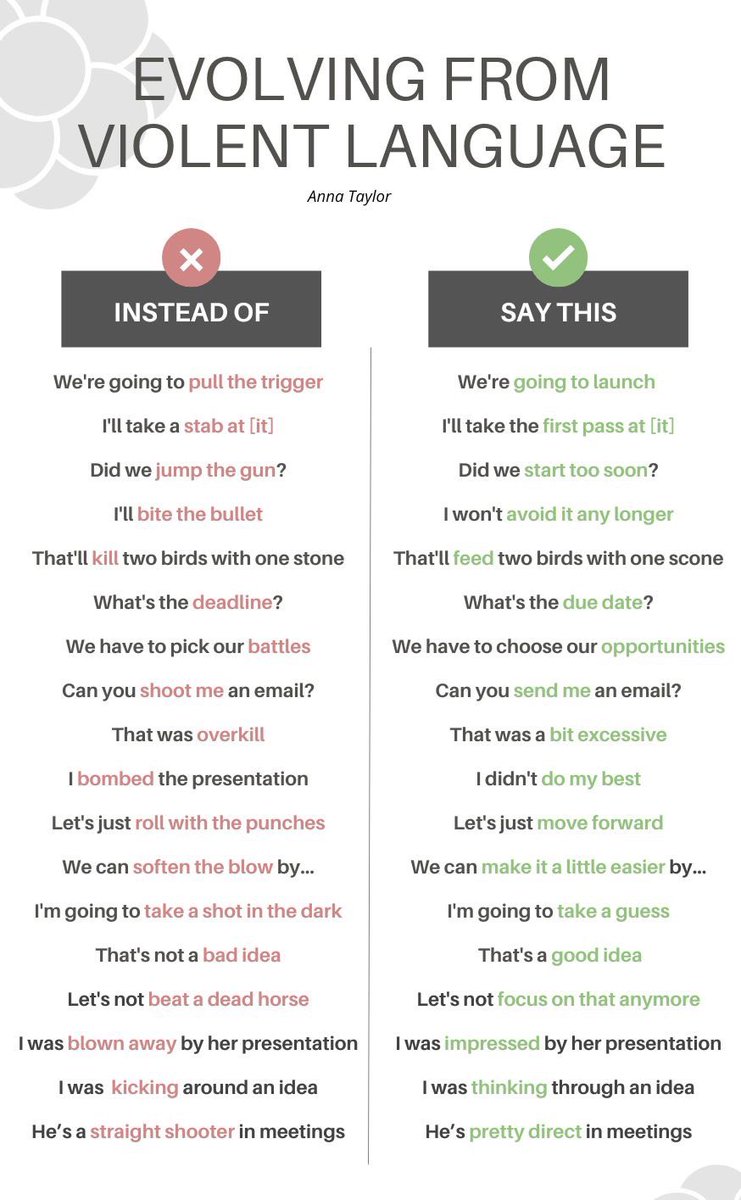 EVOLVING FROM
VIOLENT LANGUAGE
Anna Taylor
INSTEAD OF
SAY THIS
We're going to pull the trigger
We're going to launch
I'll take a stab at [it]
I'll take the first pass at [it]
Did we jump the gun?
Did we start too soon?
I'll bite the bullet
I won't avoid it any longer
That'll kill two birds with one stone
That'll feed two birds with one scone
What's the deadline?
What's the due date?
We have to pick our battles
We have to choose our opportunities
Can you shoot me an email?
Can you send me an email?
That was overkill
That was a bit excessive
I bombed the presentation
I didn't do my best
Let's just roll with the punches
Let's just move forward
We can soften the blow by...
We can make it a little easier by...
I'm going to take a shot in the dark
I'm going to take a guess
That's not a bad idea
That's a good idea
Let's not beat a dead horse
Let's not focus on that anymore
I was blown away by her presentation
I was impressed by her presentation
I was kicking around an idea
I was thinking through an idea
He’s a straight shooter in meetings
He’s pretty direct in meetings